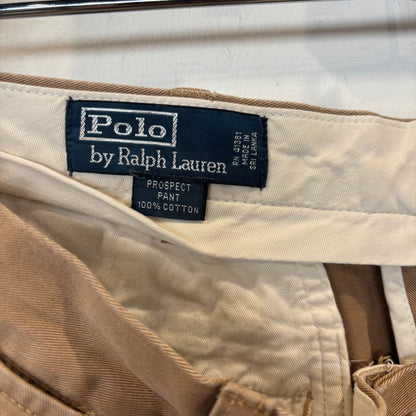 Polo
by Ralph Lauren
RN 41381
MADE IN
SRI LANKA
PROSPECT
PANT
100% COTTON